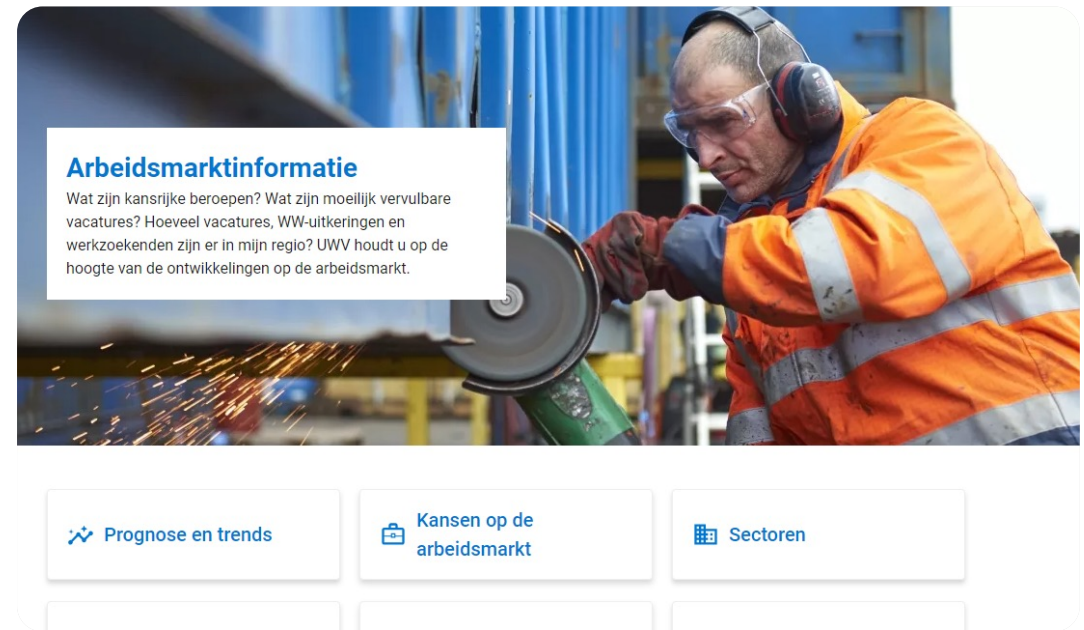 Arbeidsmarktinformatie
Wat zijn kansrijke beroepen? Wat zijn moeilijk vervulbare
vacatures? Hoeveel vacatures, WW-uitkeringen en
werkzoekenden zijn er in mijn regio? UWV houdt u op de
hoogte van de ontwikkelingen op de arbeidsmarkt.
Prognose en trends
Kansen op de
arbeidsmarkt
Sectoren